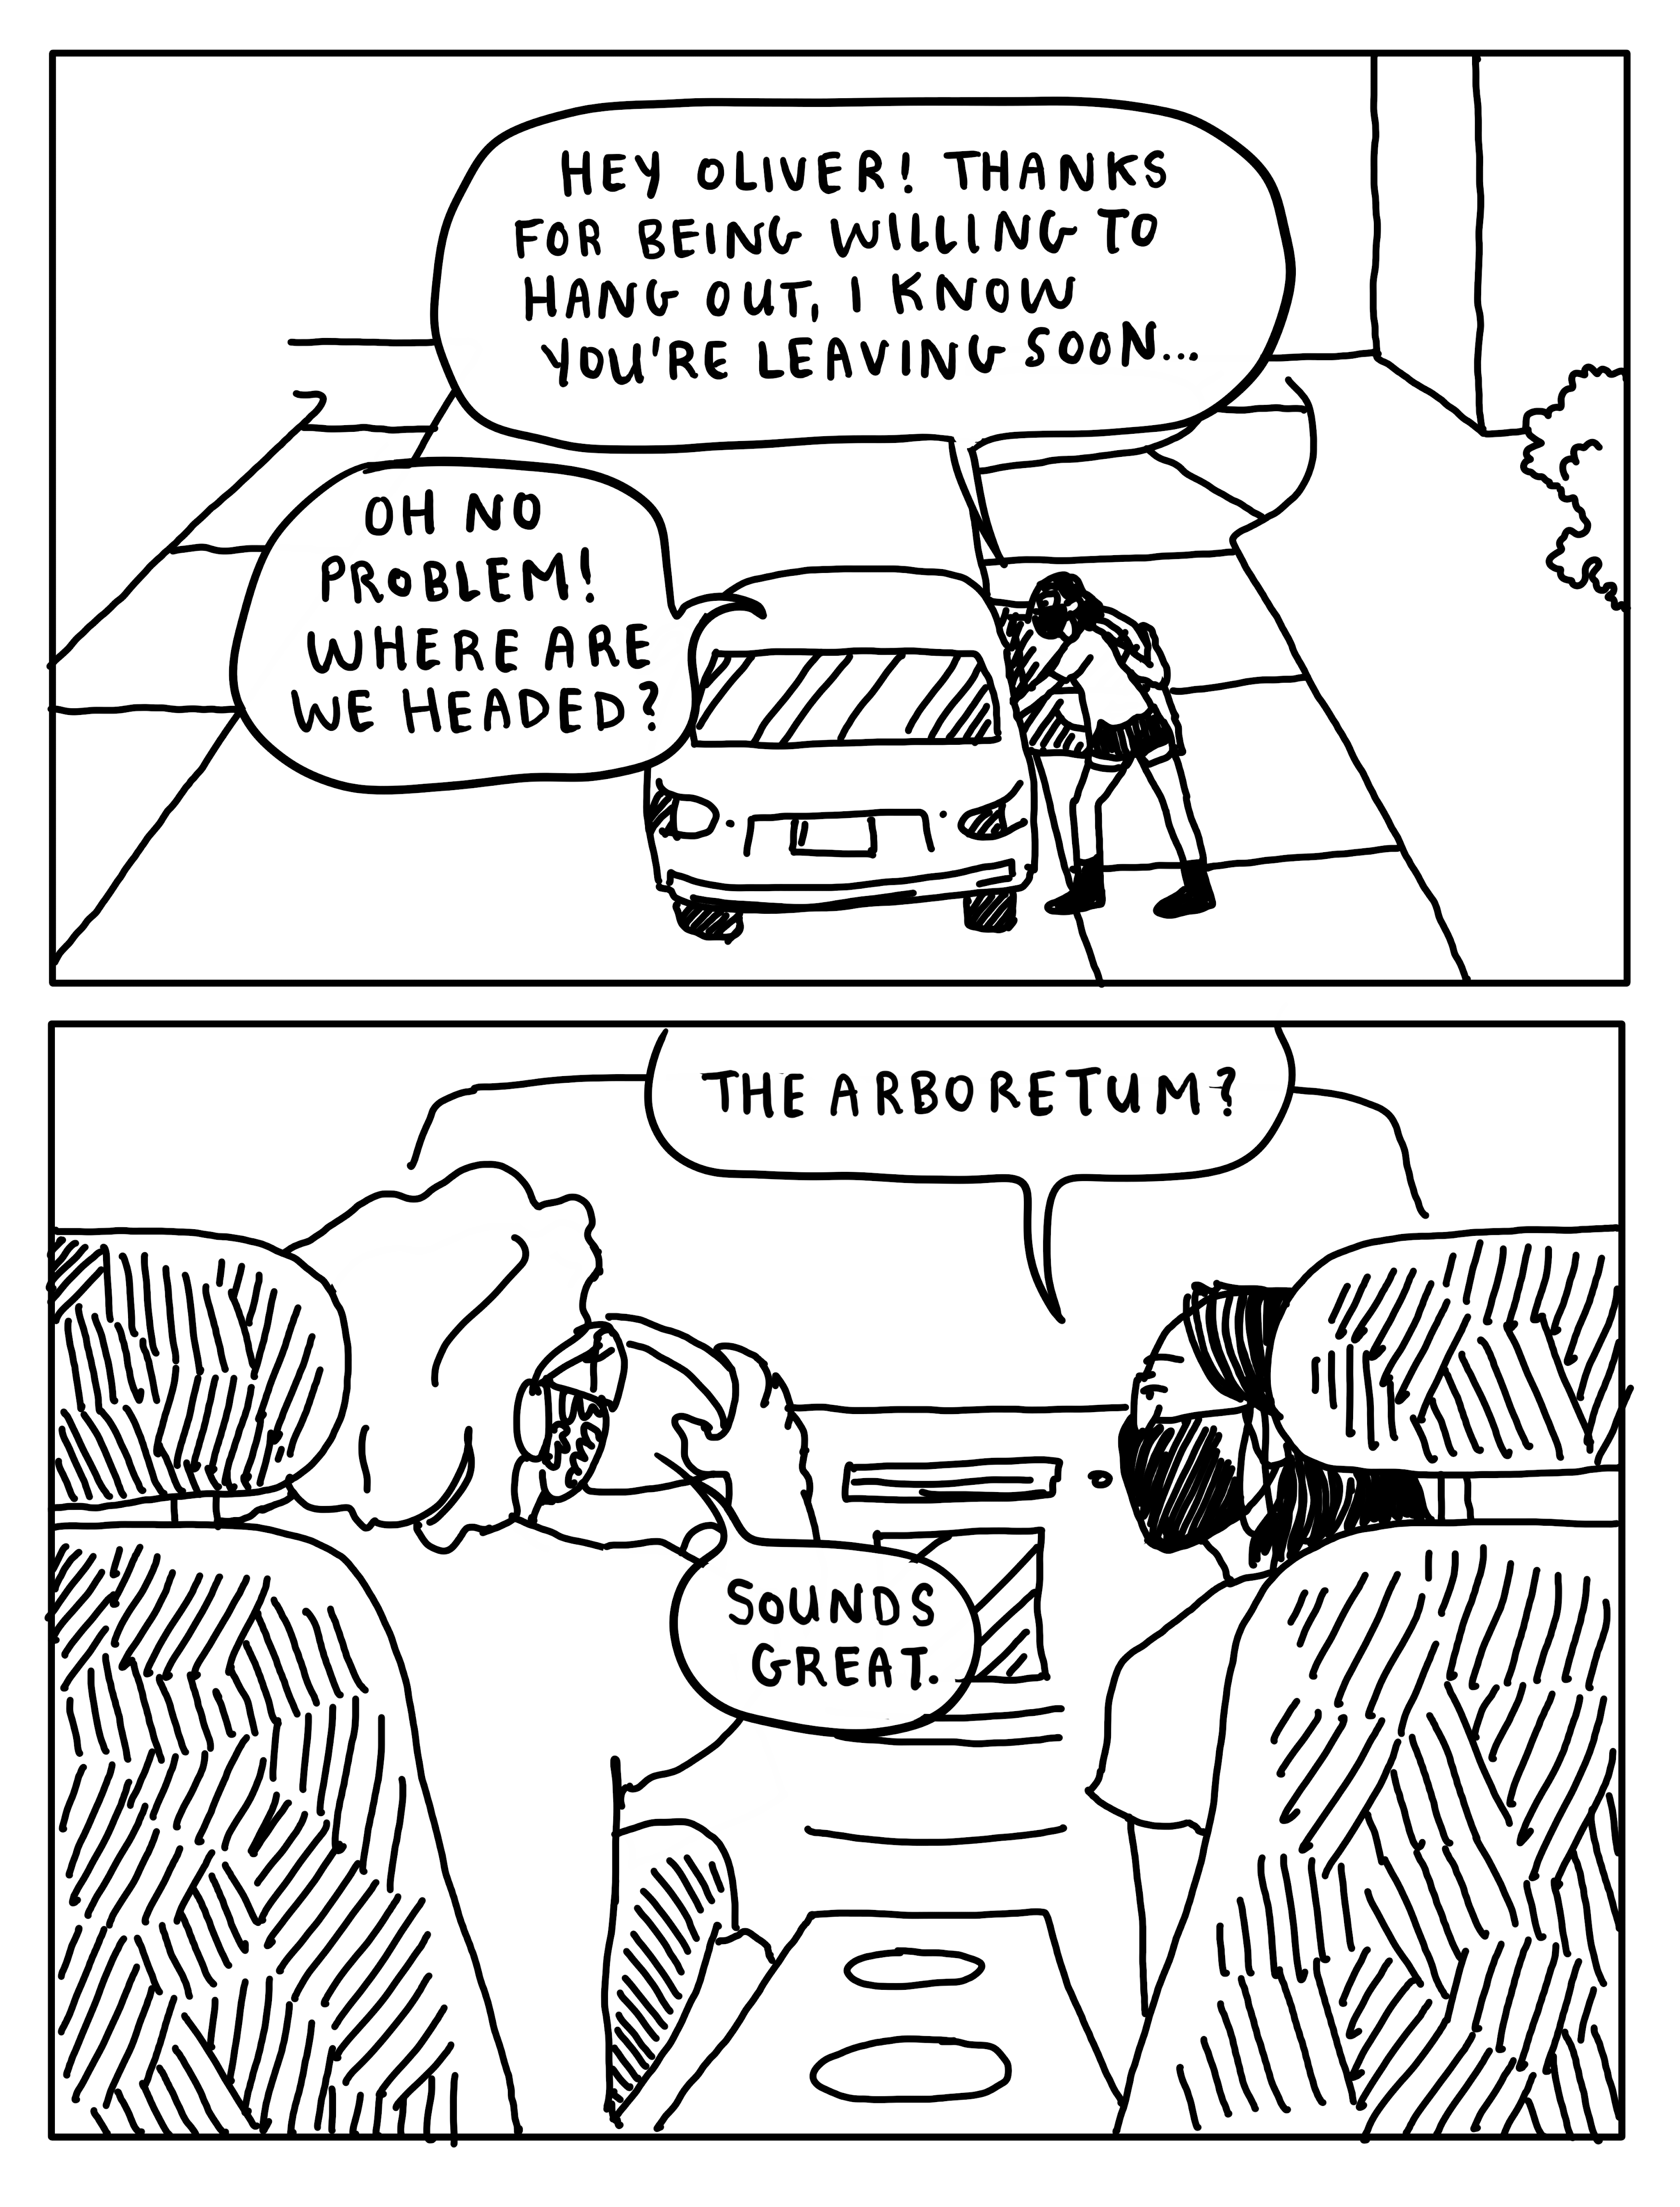 HEY OLIVER! THANKS
FOR BEING WILLING TO
HANG OUT, I KNOW
YOU'RE LEAVING SOON...
OH NO
PROBLEM!
WHERE ARE
WE HEADED?
THE ARBORETUM?
SOUNDS
GREAT.